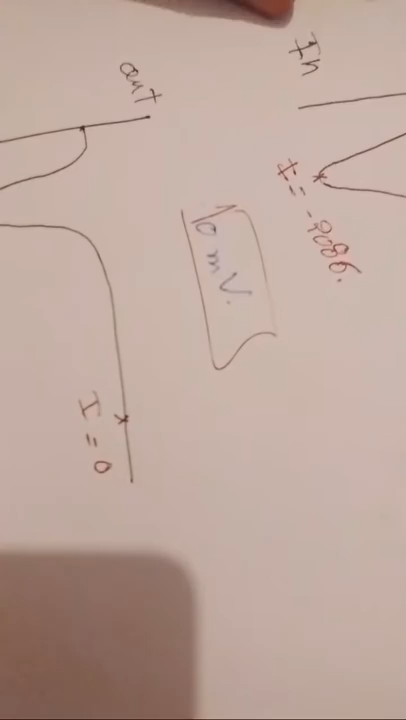 In
I = -9086.
out
10 mV.
I = 0